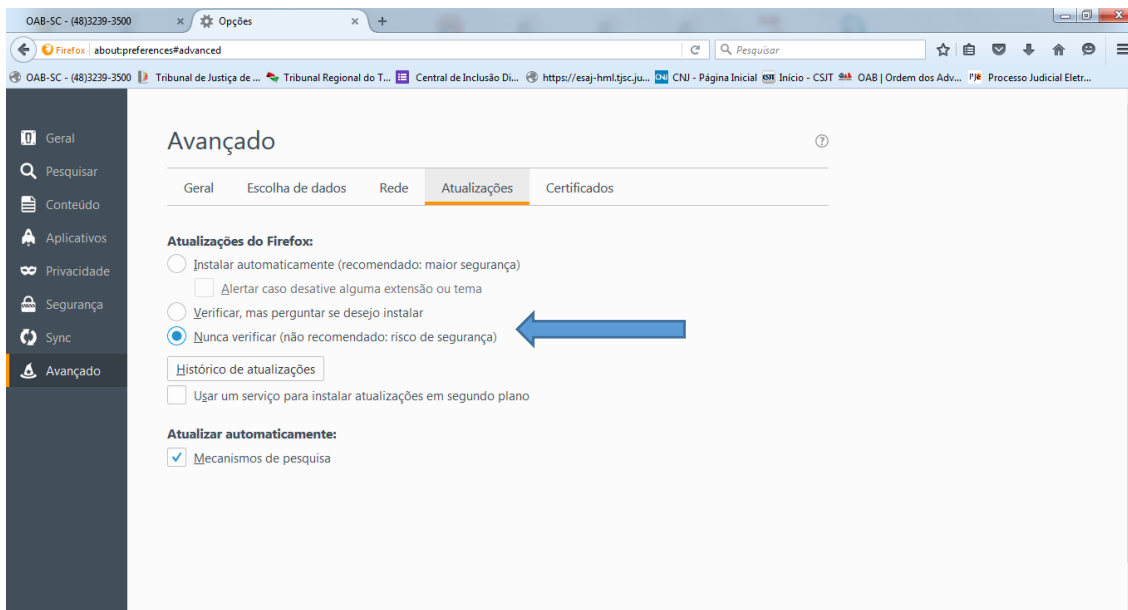 OAB-SC - (48)3239-3500 × Opções × +
Firefox about:preferences#advanced Pesquisar
OAB-SC - (48)3239-3500 Tribunal de Justiça de ... Tribunal Regional do T... Central de Inclusão Di... https://esaj-hml.tjsc.ju... CNJ CNJ - Página Inicial CSJT Início - CSJT OAB OAB | Ordem dos Adv... PJe Processo Judicial Eletr...
Geral
Pesquisar
Conteúdo
Aplicativos
Privacidade
Segurança
Sync
Avançado
Avançado ?
Geral Escolha de dados Rede Atualizações Certificados
Atualizações do Firefox:
Instalar automaticamente (recomendado: maior segurança)
Alertar caso desative alguma extensão ou tema
Verificar, mas perguntar se desejo instalar
Nunca verificar (não recomendado: risco de segurança)
Histórico de atualizações
Usar um serviço para instalar atualizações em segundo plano
Atualizar automaticamente:
Mecanismos de pesquisa